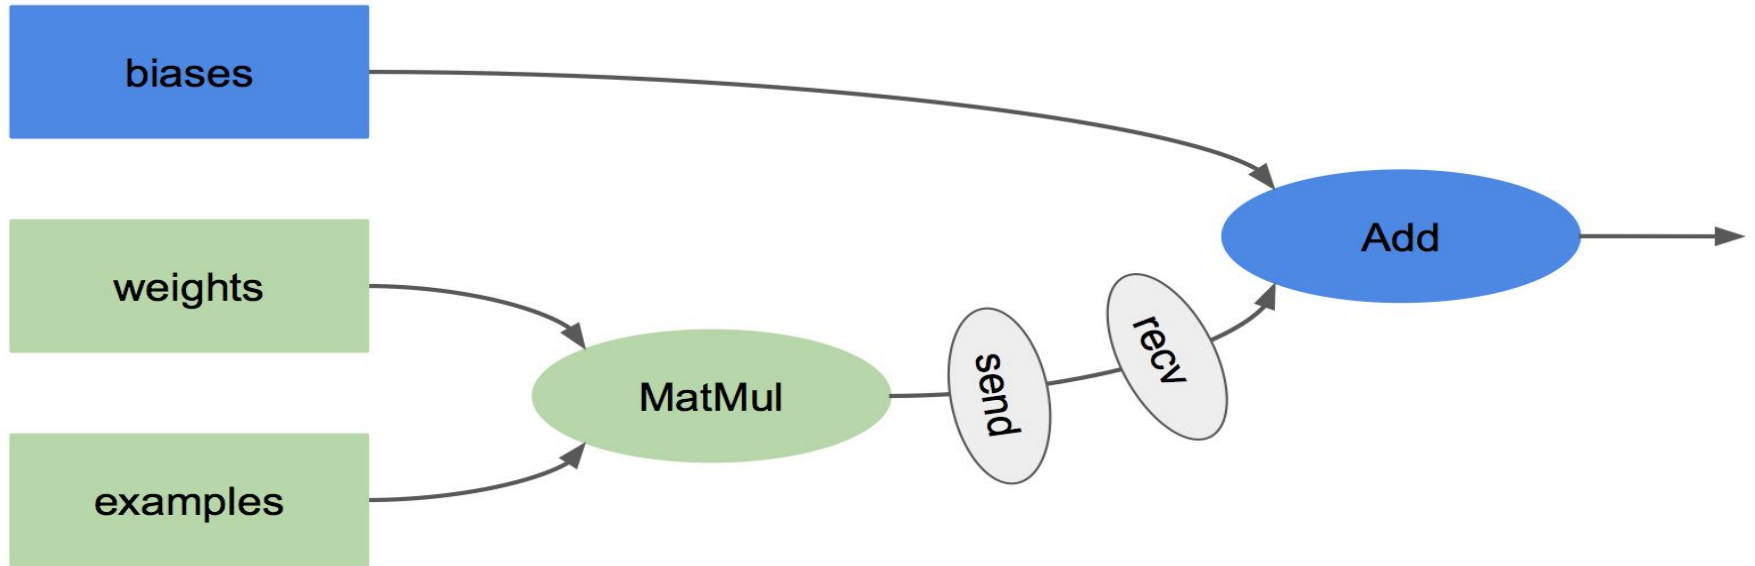 biases
weights
examples
MatMul
send
recv
Add